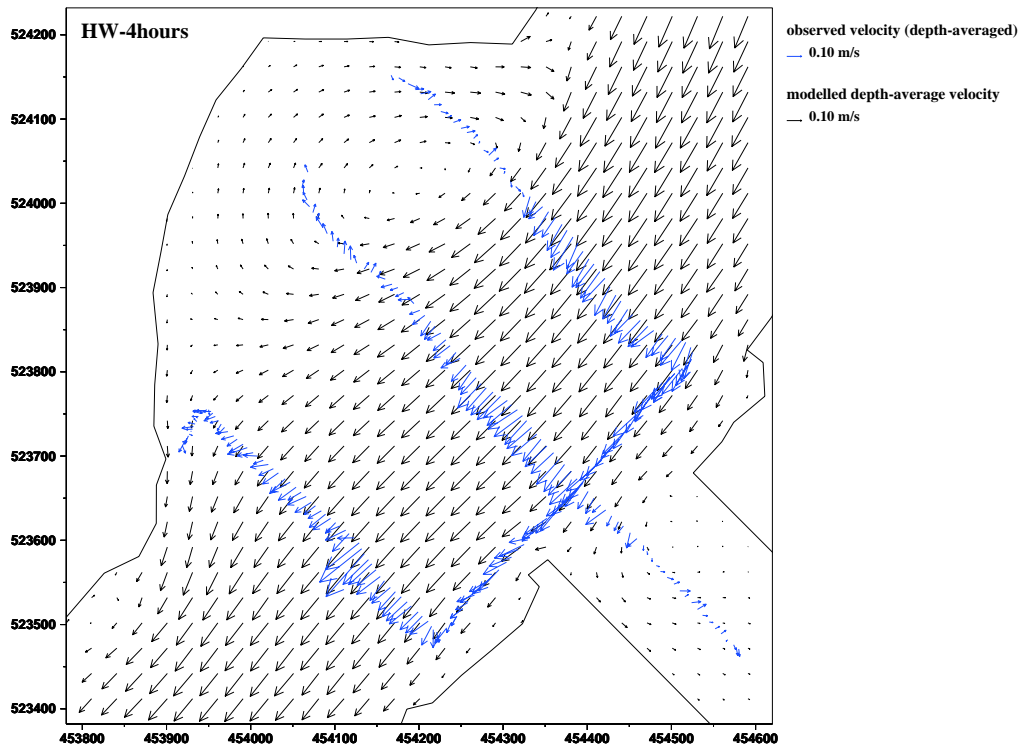 HW-4hours
observed velocity (depth-averaged)
0.10 m/s
modelled depth-average velocity
0.10 m/s
524200
524100
524000
523900
523800
523700
523600
523500
523400
453800 453900 454000 454100 454200 454300 454400 454500 454600